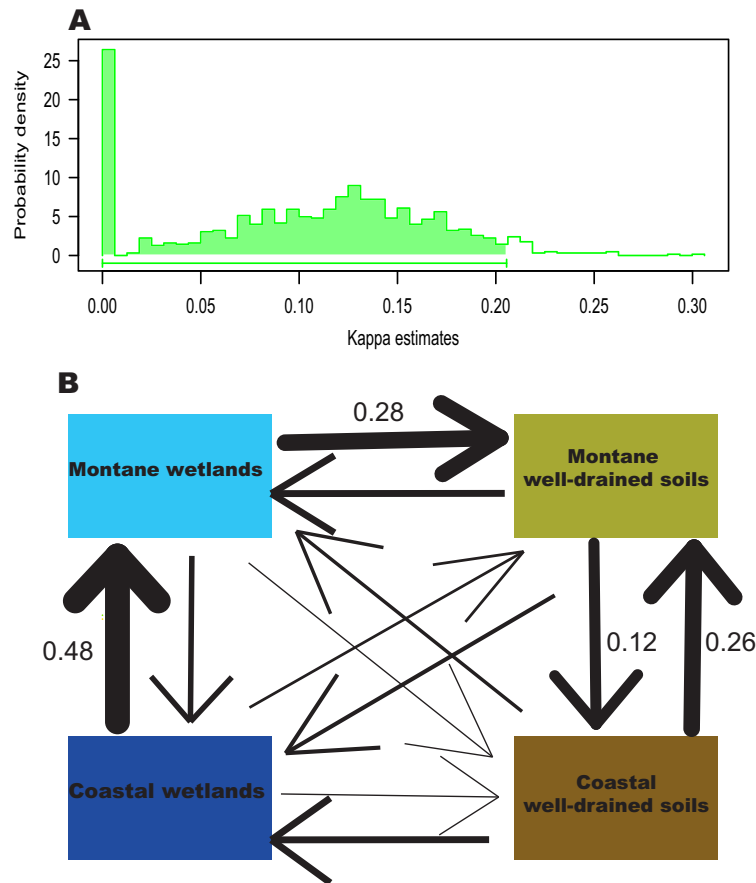 A
Probability density
25
20
15
10
5
0
0.00 0.05 0.10 0.15 0.20 0.25 0.30
Kappa estimates
B
0.28
Montane wetlands
Montane
well-drained soils
0.48
0.12
0.26
Coastal wetlands
Coastal
well-drained soils